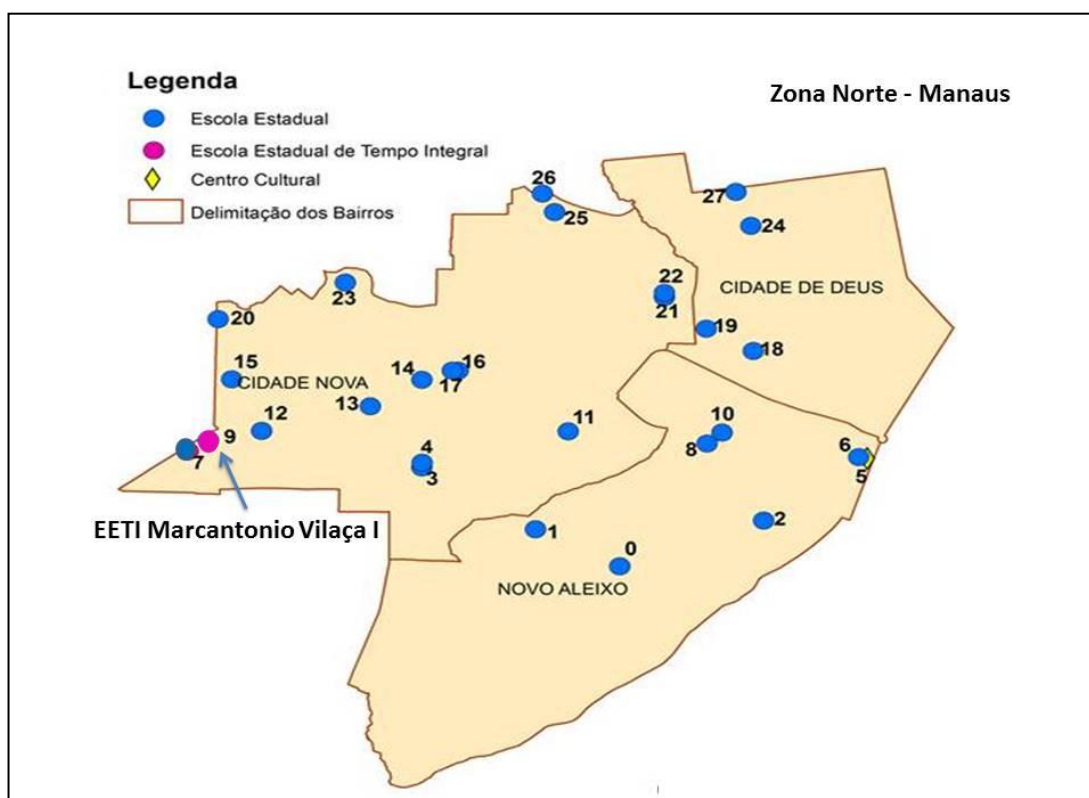 Legenda
Zona Norte - Manaus
Escola Estadual
Escola Estadual de Tempo Integral
Centro Cultural
Delimitação dos Bairros
26
27
25
24
22
CIDADE DE DEUS
21
23
20
19
18
16
15
14
17
CIDADE NOVA
13
12
11
10
9
8
7
6
5
4
3
EETI Marcantonio Vilaça I
2
1
0
NOVO ALEIXO